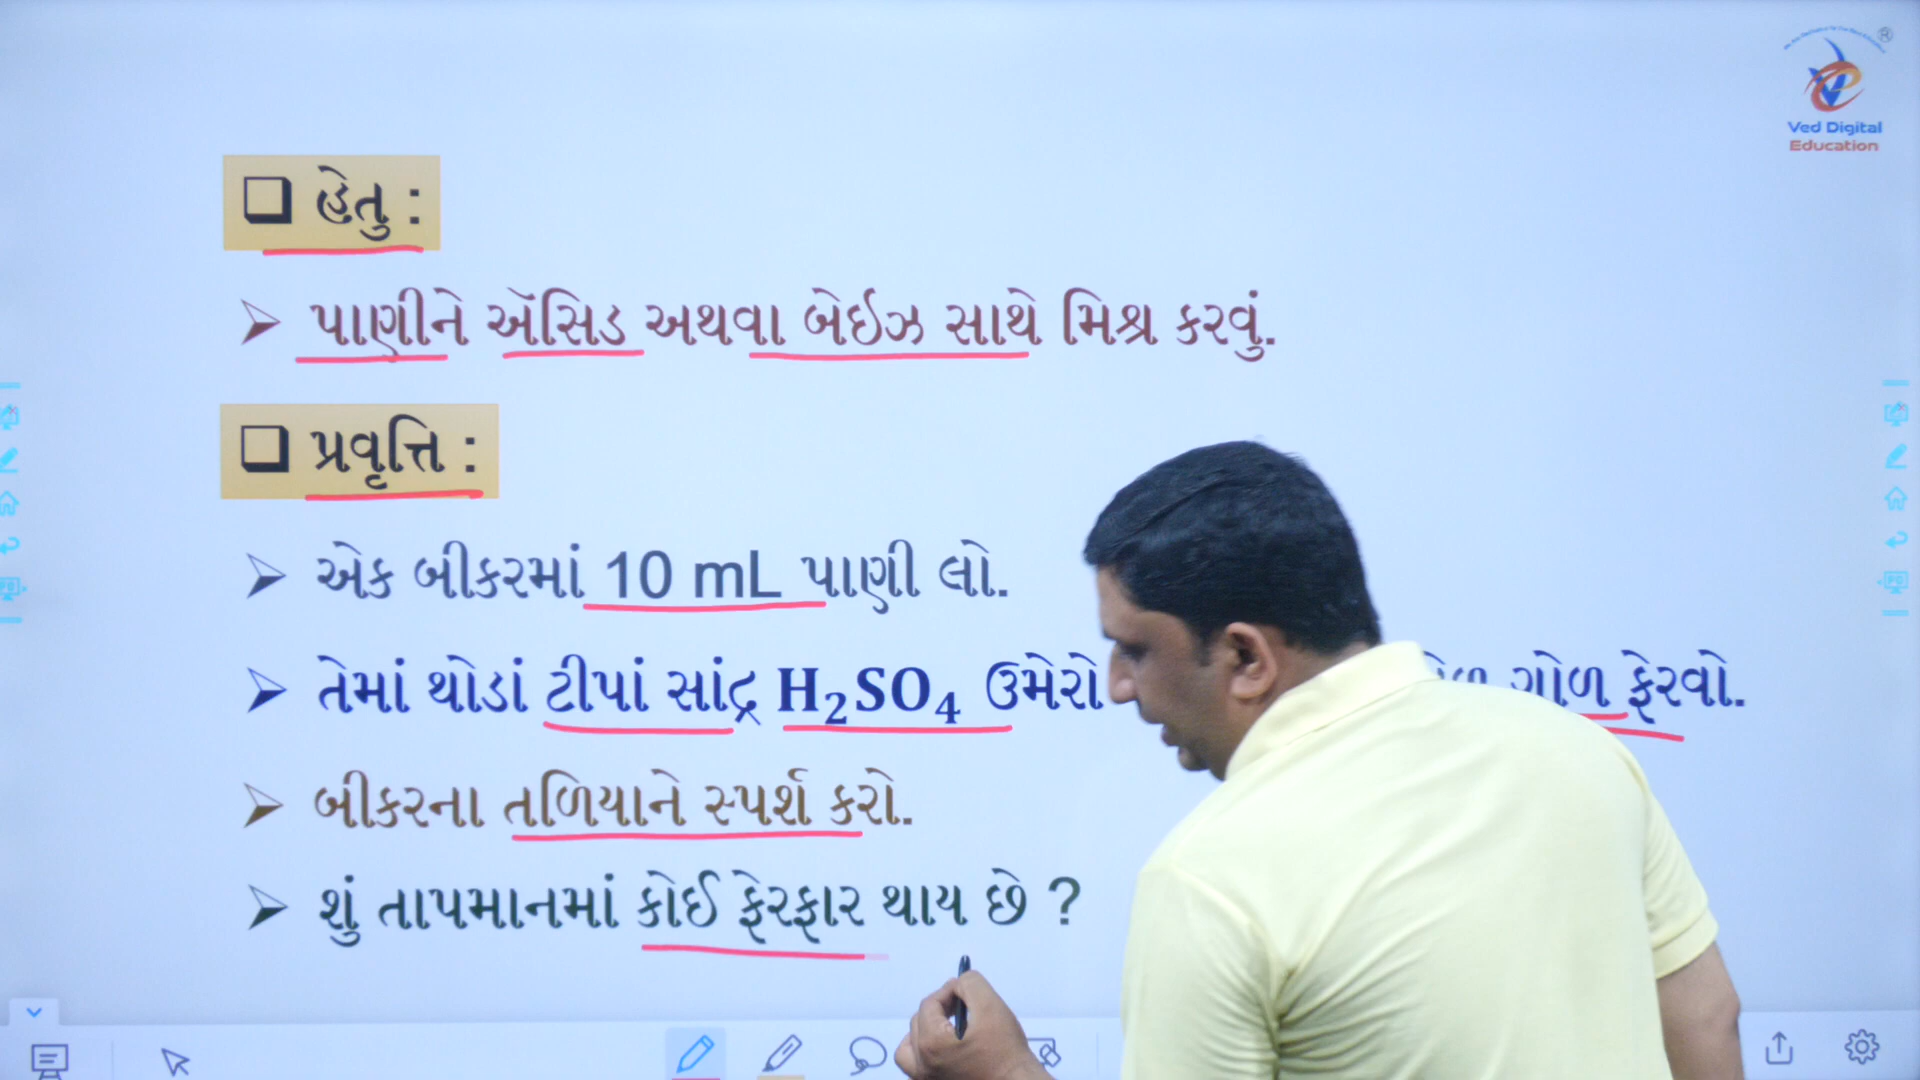 Ved Digital
Education
❑ હેતુ :
➢ પાણીને ઍસિડ અથવા બેઇઝ સાથે મિશ્ર કરવું.
❑ પ્રવૃત્તિ :
➢ એક બીકરમાં 10 mL પાણી લો.
➢ તેમાં થોડાં ટીપાં સાંદ્ર H₂SO₄ ઉમેરો ગોળ ફેરવો.
➢ બીકરના તળિયાને સ્પર્શ કરો.
➢ શું તાપમાનમાં કોઈ ફેરફાર થાય છે ?